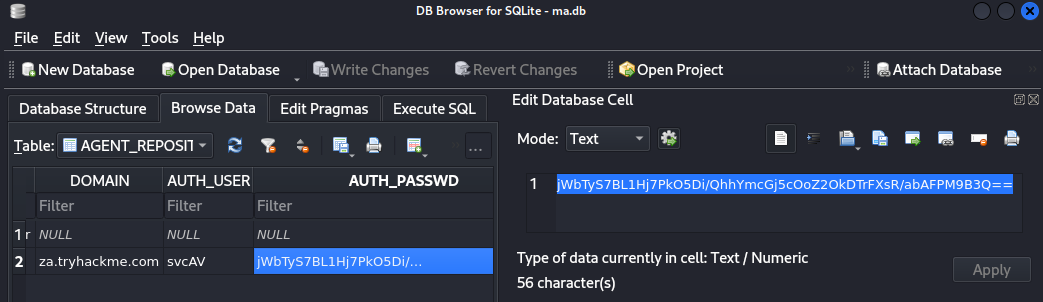 DB Browser for SQLite - ma.db
File Edit View Tools Help
New Database Open Database Write Changes Revert Changes Open Project Attach Database
Database Structure Browse Data Edit Pragmas Execute SQL
Table: AGENT_REPOSIT
...
DOMAIN AUTH_USER AUTH_PASSWD
Filter Filter Filter
1 r NULL NULL NULL
2 za.tryhackme.com svcAV jWbTyS7BL1Hj7PkO5Di/...
Edit Database Cell
Mode: Text
1 jWbTyS7BL1Hj7PkO5Di/QhhYmcGj5cOoZ2OkDTrFXsR/abAFPM9B3Q==
Type of data currently in cell: Text / Numeric
56 character(s)
Apply